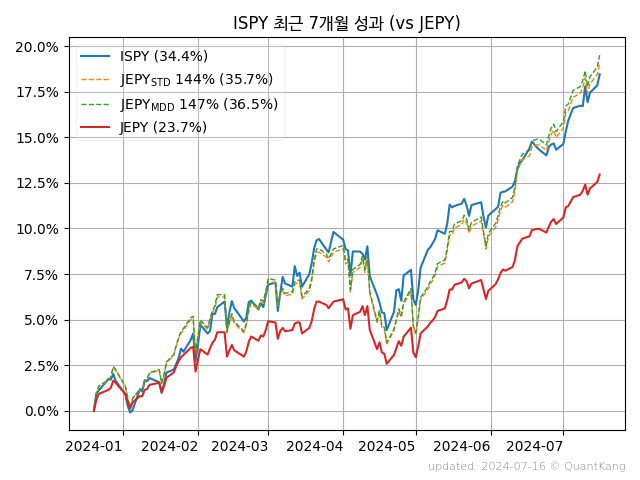 ISPY 최근 7개월 성과 (vs JEPY)
20.0%
17.5%
15.0%
12.5%
10.0%
7.5%
5.0%
2.5%
0.0%
ISPY (34.4%)
JEPY_STD 144% (35.7%)
JEPY_MDD 147% (36.5%)
JEPY (23.7%)
2024-01 2024-02 2024-03 2024-04 2024-05 2024-06 2024-07
updated: 2024-07-16 © QuantKang